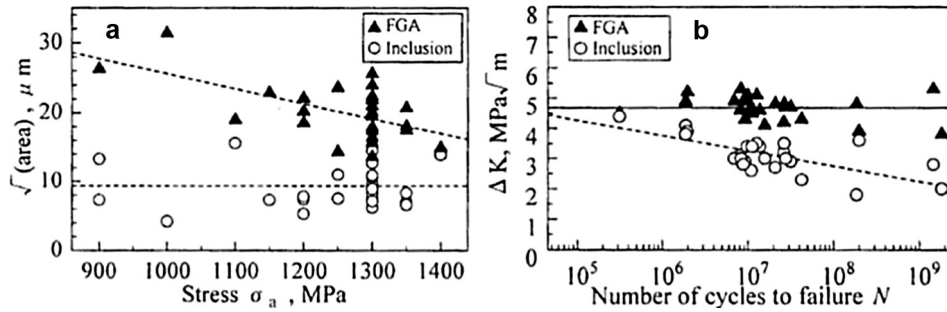 a
FGA
Inclusion
30
20
10
0
√(area), μm
900 1000 1100 1200 1300 1400
Stress σa, MPa
b
FGA
Inclusion
8
7
6
5
4
3
2
1
0
ΔK, MPa√m
10^5 10^6 10^7 10^8 10^9
Number of cycles to failure N